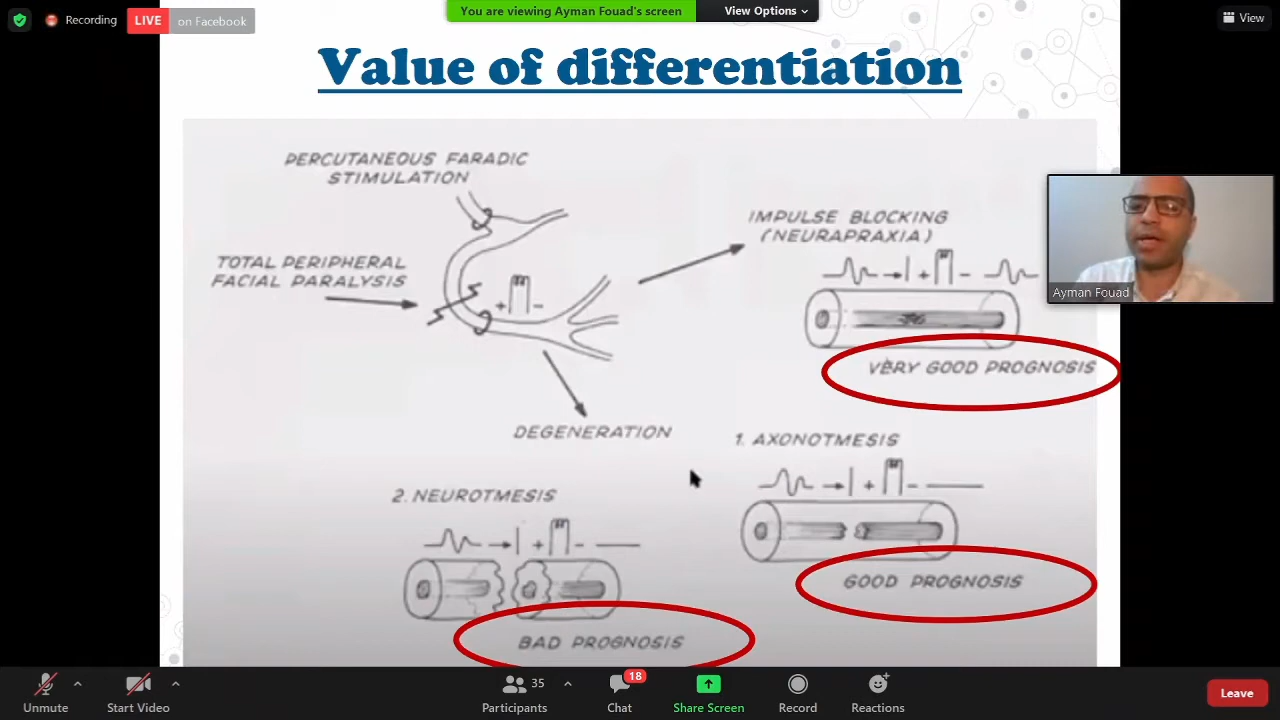 Recording
LIVE on Facebook
You are viewing Ayman Fouad's screen
View Options
View
Value of differentiation
PERCUTANEOUS FARADIC
STIMULATION
TOTAL PERIPHERAL
FACIAL PARALYSIS
+ -
IMPULSE BLOCKING
(NEURAPRAXIA)
+ -
VERY GOOD PROGNOSIS
Ayman Fouad
DEGENERATION
1. AXONOTMESIS
+ -
GOOD PROGNOSIS
2. NEUROTMESIS
+ -
BAD PROGNOSIS
Unmute
Start Video
35
Participants
18
Chat
Share Screen
Record
Reactions
Leave